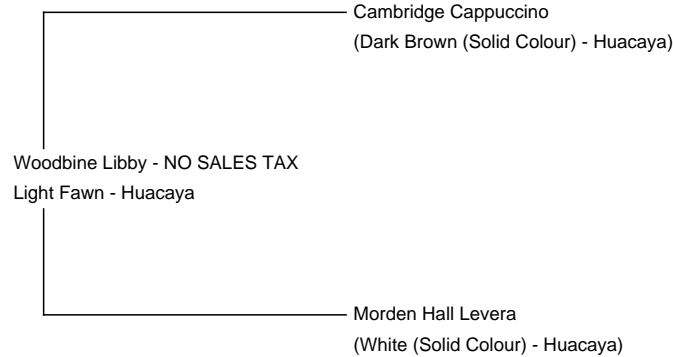 Cambridge Cappuccino
(Dark Brown (Solid Colour) - Huacaya)
Woodbine Libby - NO SALES TAX
Light Fawn - Huacaya
Morden Hall Levera
(White (Solid Colour) - Huacaya)